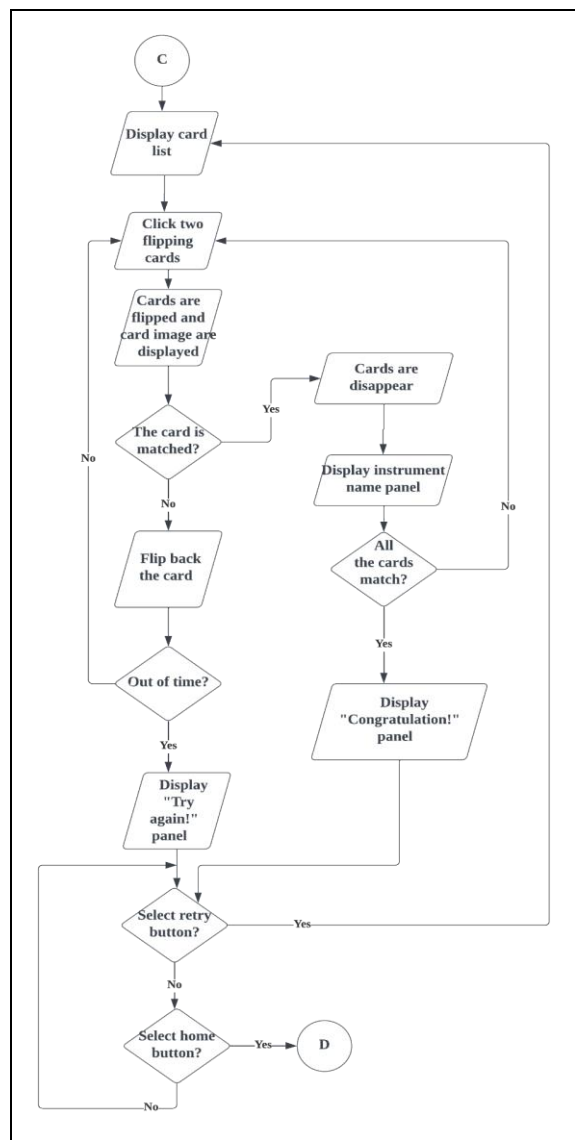 C
Display card
list
Click two
flipping
cards
Cards are
flipped and
card image are
displayed
Cards are
disappear
Yes
The card is
matched?
No
Display instrument
name panel
No
No
All
the cards
match?
Flip back
the card
Yes
Out of time?
Display
"Congratulation!"
panel
Yes
Display
"Try
again!"
panel
Select retry
button?
Yes
No
Select home
button?
Yes
D
No